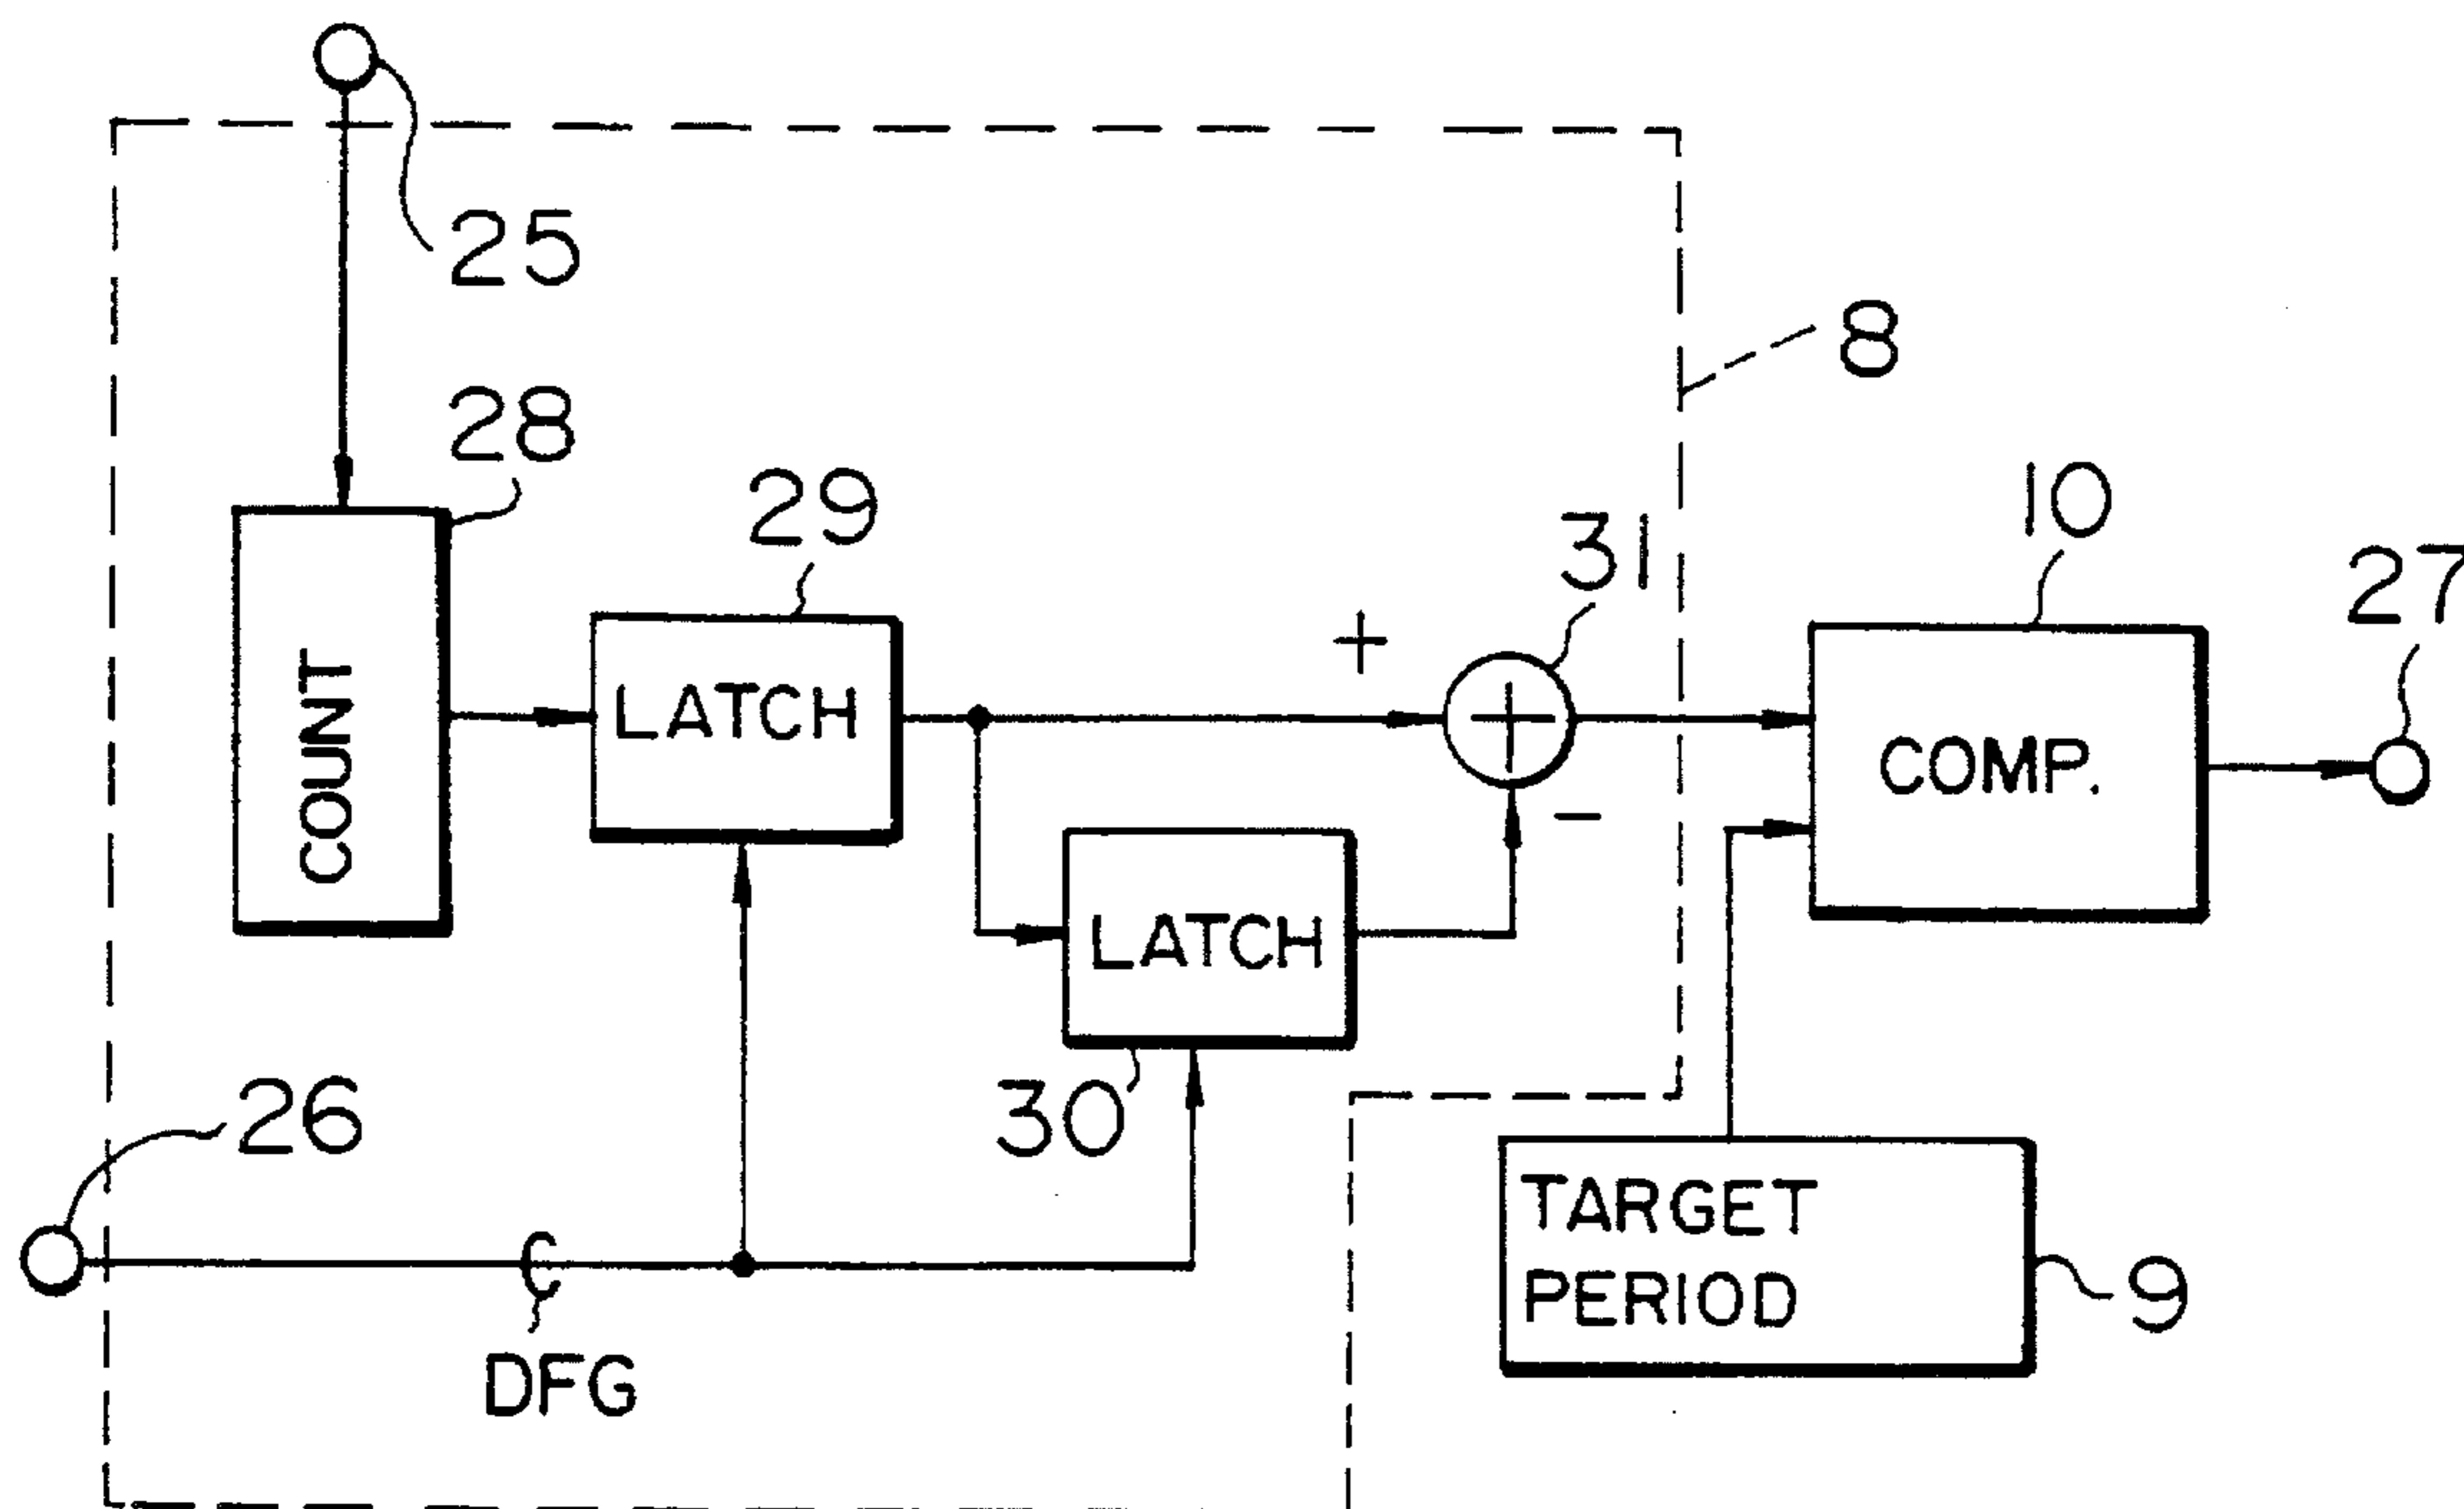 25
8
28
29
10
31
27
+
COUNT
LATCH
COMP.
-
LATCH
26
30
TARGET
PERIOD
9
DFG